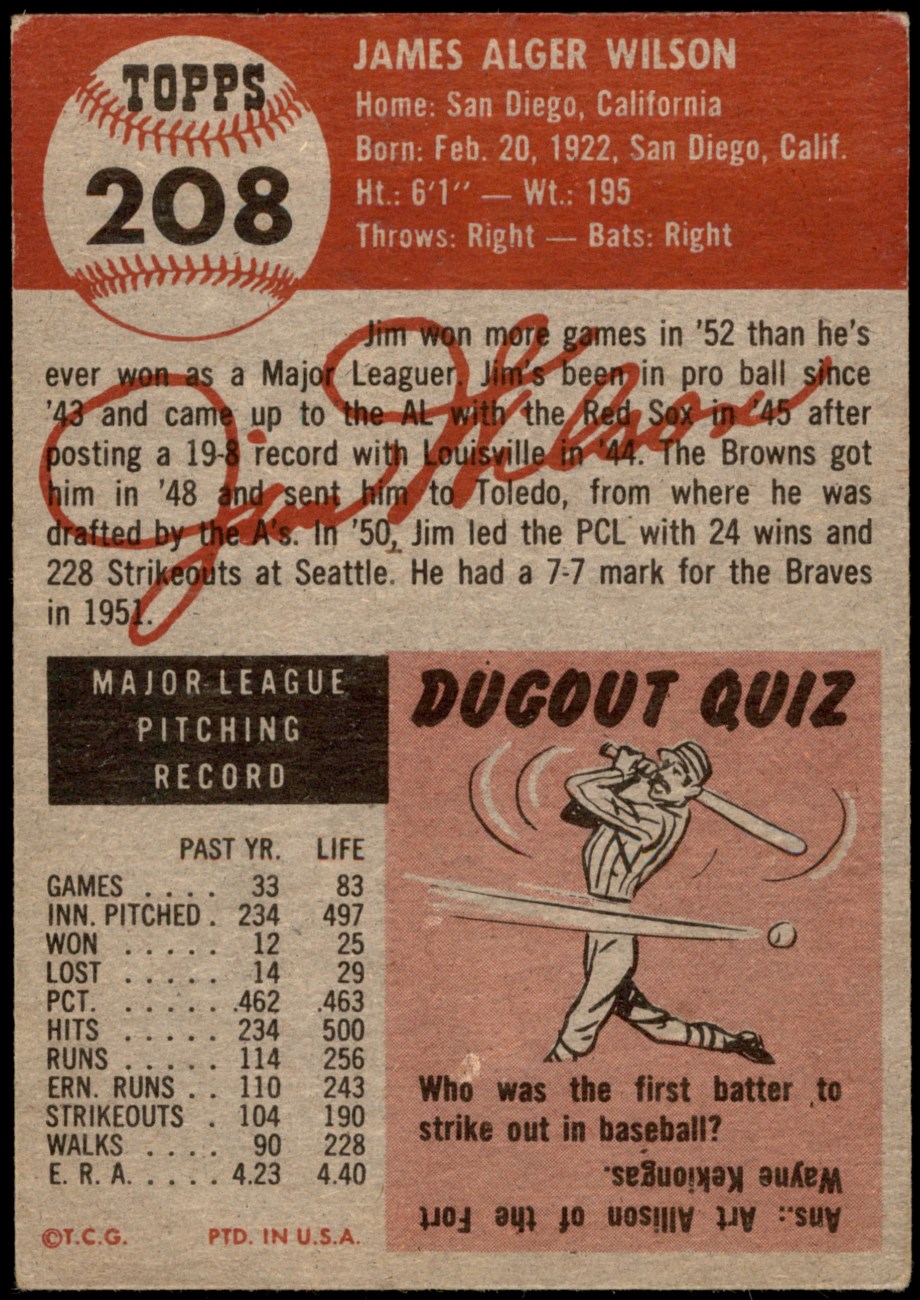 TOPPS
208
JAMES ALGER WILSON
Home: San Diego, California
Born: Feb. 20, 1922, San Diego, Calif.
Ht.: 6'1" — Wt.: 195
Throws: Right — Bats: Right
Jim won more games in '52 than he's
ever won as a Major Leaguer. Jim's been in pro ball since
'43 and came up to the AL with the Red Sox in '45 after
posting a 19-8 record with Louisville in '44. The Browns got
him in '48 and sent him to Toledo, from where he was
drafted by the A's. In '50, Jim led the PCL with 24 wins and
228 Strikeouts at Seattle. He had a 7-7 mark for the Braves
in 1951.
Jim Wilson
MAJOR LEAGUE
PITCHING
RECORD
PAST YR. LIFE
GAMES . . . . 33 83
INN. PITCHED . 234 497
WON . . . . . 12 25
LOST . . . . . 14 29
PCT. . . . . . .462 .463
HITS . . . . . 234 500
RUNS . . . . . 114 256
ERN. RUNS . . 110 243
STRIKEOUTS . 104 190
WALKS . . . . 90 228
E. R. A. . . . . 4.23 4.40
©T.C.G. PTD. IN U.S.A.
DUGOUT QUIZ
Who was the first batter to
strike out in baseball?
Ans.: Art Allison of the Fort
Wayne Kekiongas.